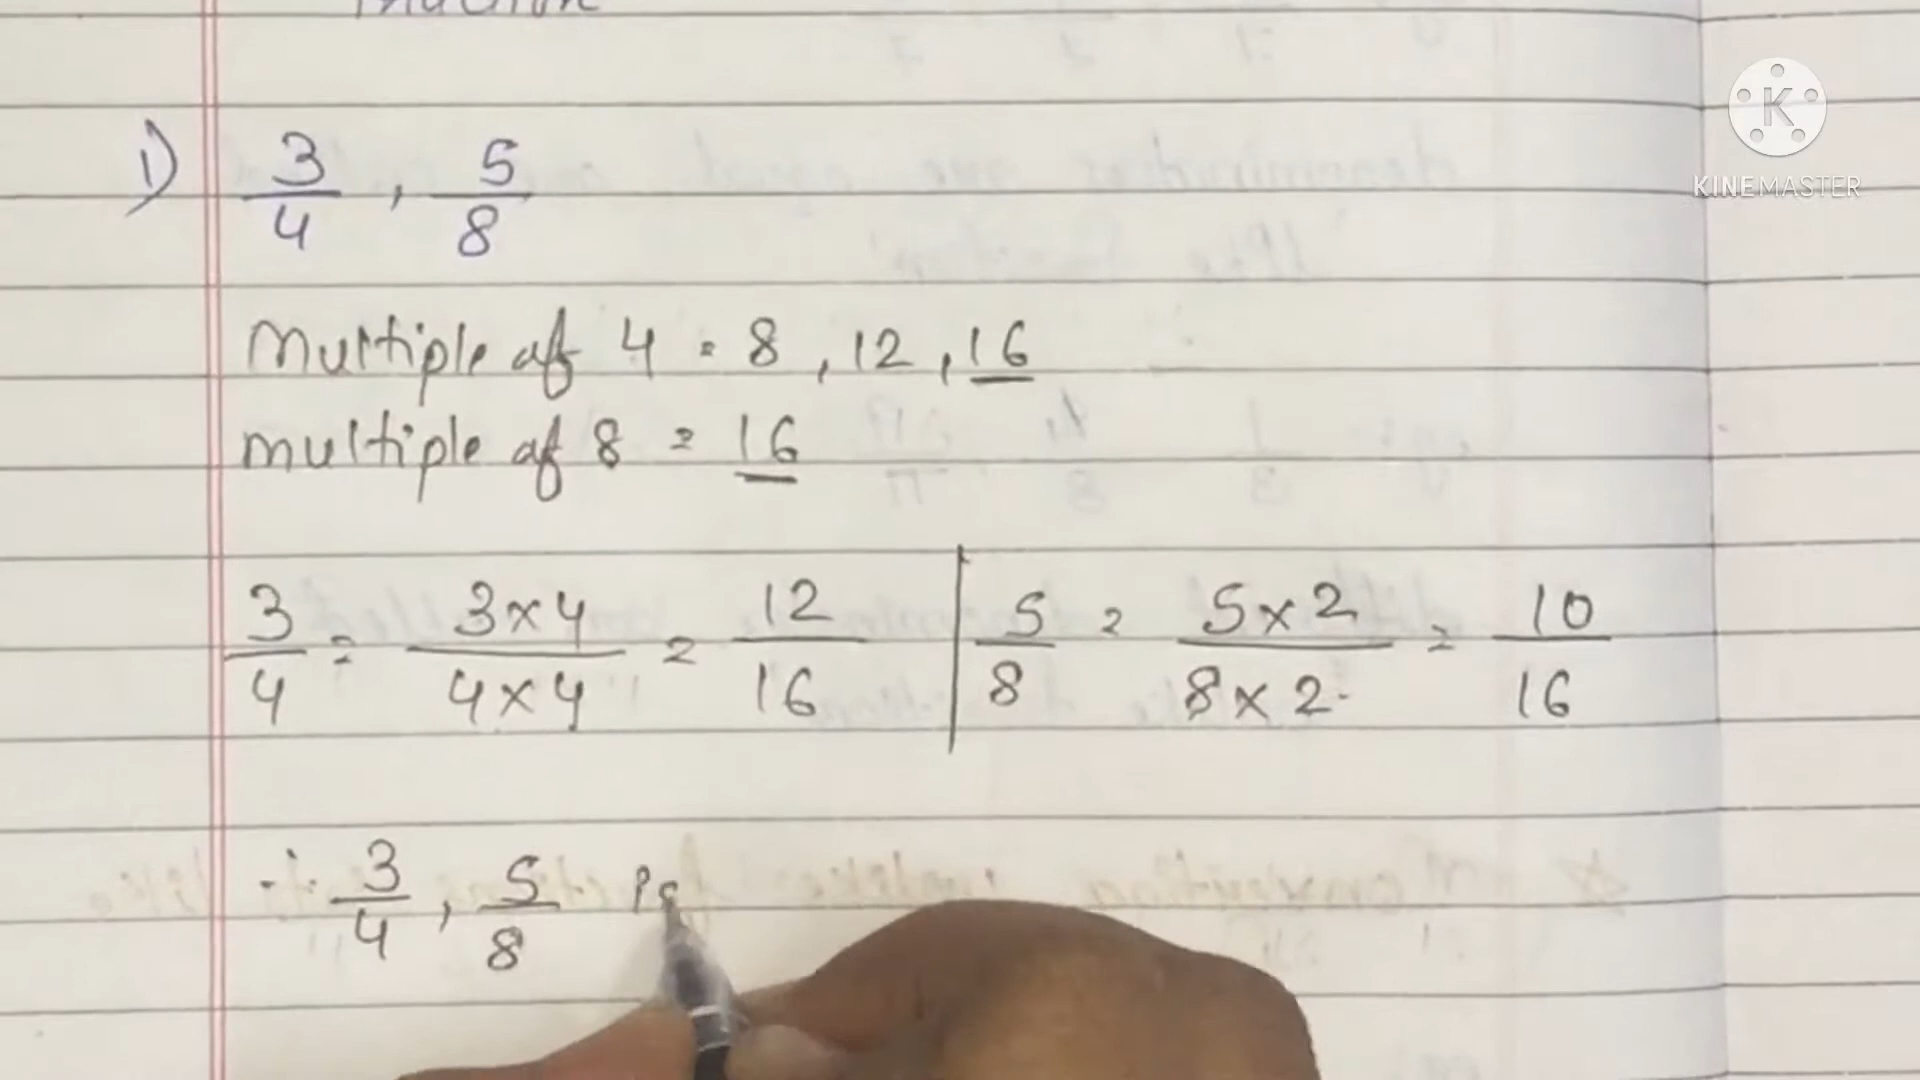 1) 3/4 , 5/8
Multiple of 4 = 8 , 12 , 16
multiple of 8 = 16
3/4 = 3 x 4 / 4 x 4 = 12/16 | 5/8 = 5 x 2 / 8 x 2 = 10/16
∴ 3/4 , 5/8 is
KINEMASTER